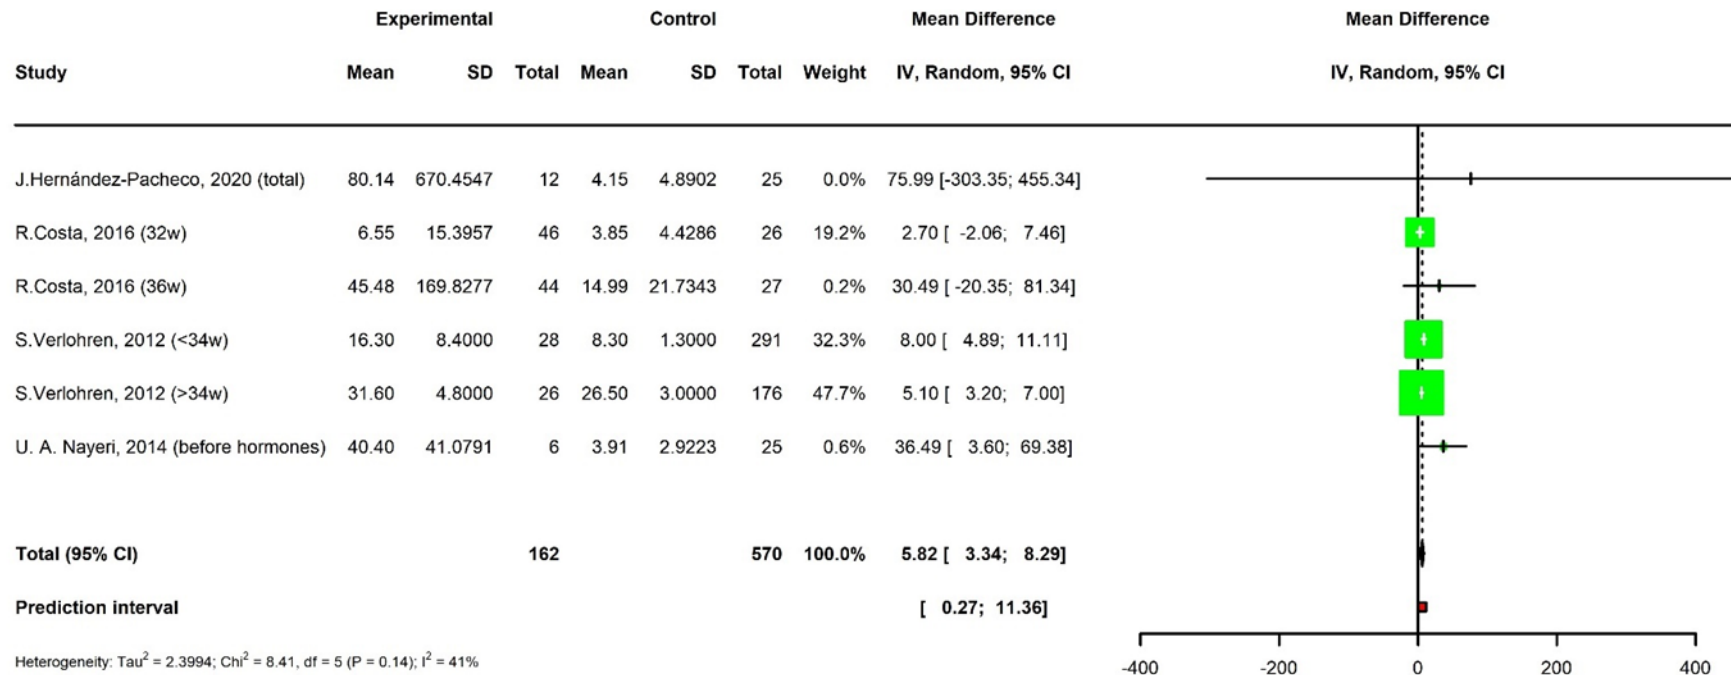 Experimental Control Mean Difference Mean Difference
Study Mean SD Total Mean SD Total Weight IV, Random, 95% CI IV, Random, 95% CI
J.Hernández-Pacheco, 2020 (total) 80.14 670.4547 12 4.15 4.8902 25 0.0% 75.99 [-303.35; 455.34]
R.Costa, 2016 (32w) 6.55 15.3957 46 3.85 4.4286 26 19.2% 2.70 [ -2.06; 7.46]
R.Costa, 2016 (36w) 45.48 169.8277 44 14.99 21.7343 27 0.2% 30.49 [ -20.35; 81.34]
S.Verlohren, 2012 (<34w) 16.30 8.4000 28 8.30 1.3000 291 32.3% 8.00 [ 4.89; 11.11]
S.Verlohren, 2012 (>34w) 31.60 4.8000 26 26.50 3.0000 176 47.7% 5.10 [ 3.20; 7.00]
U. A. Nayeri, 2014 (before hormones) 40.40 41.0791 6 3.91 2.9223 25 0.6% 36.49 [ 3.60; 69.38]
Total (95% CI) 162 570 100.0% 5.82 [ 3.34; 8.29]
Prediction interval [ 0.27; 11.36]
Heterogeneity: Tau² = 2.3994; Chi² = 8.41, df = 5 (P = 0.14); I² = 41%
-400 -200 0 200 400